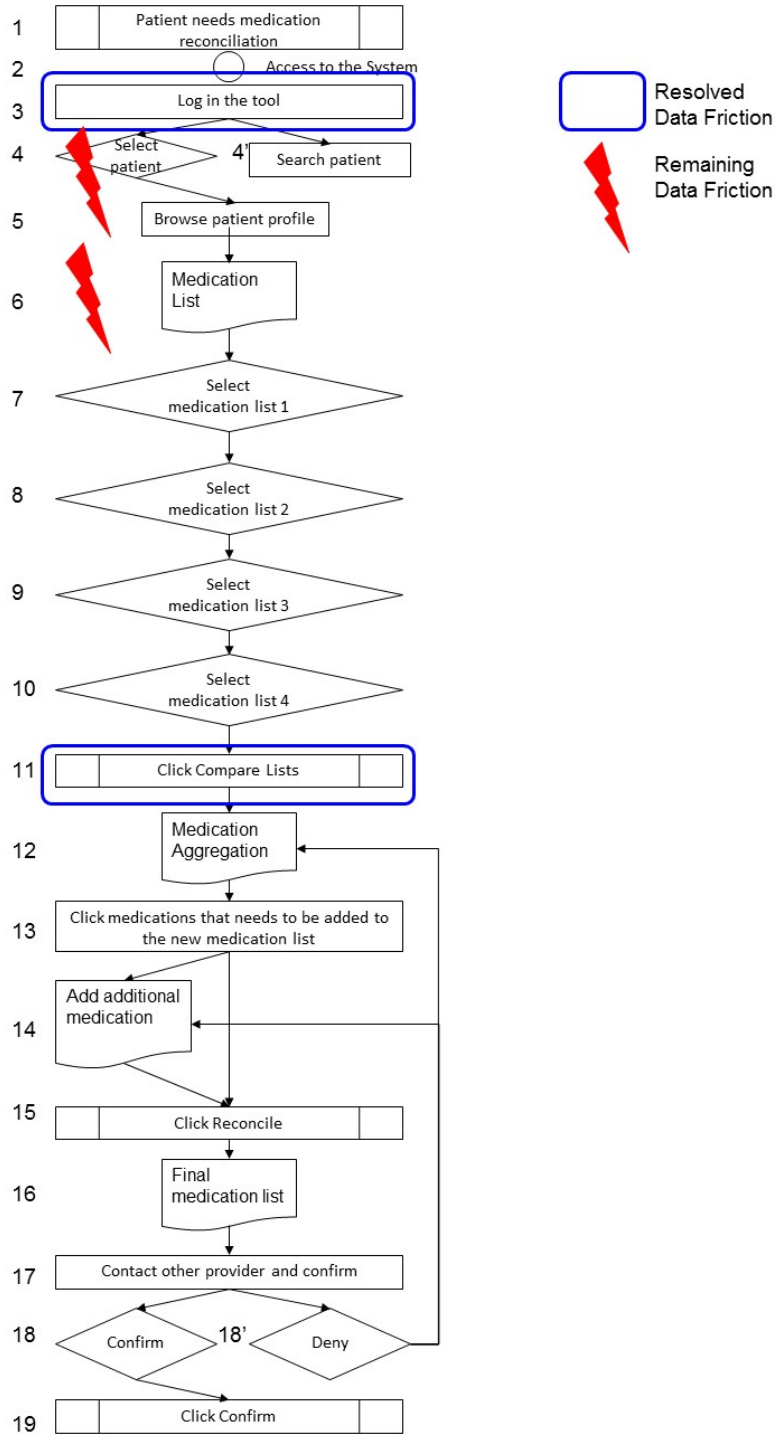 1
Patient needs medication
reconciliation
2
Access to the System
3
Log in the tool
Resolved
Data Friction
4
Select
patient
4'
Search patient
Remaining
Data Friction
5
Browse patient profile
6
Medication
List
7
Select
medication list 1
8
Select
medication list 2
9
Select
medication list 3
10
Select
medication list 4
11
Click Compare Lists
12
Medication
Aggregation
13
Click medications that needs to be added to
the new medication list
14
Add additional
medication
15
Click Reconcile
16
Final
medication list
17
Contact other provider and confirm
18
Confirm
18'
Deny
19
Click Confirm